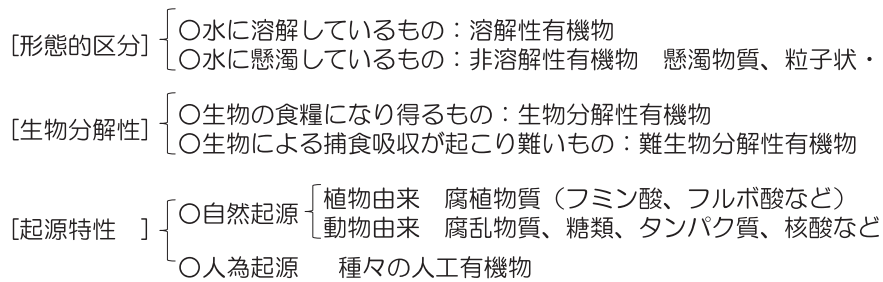 [形態的区分]
〇水に溶解しているもの：溶解性有機物
〇水に懸濁しているもの：非溶解性有機物　懸濁物質、粒子状・
[生物分解性]
〇生物の食糧になり得るもの：生物分解性有機物
〇生物による捕食吸収が起こり難いもの：難生物分解性有機物
[起源特性　]
〇自然起源
植物由来　腐植物質（フミン酸、フルボ酸など）
動物由来　腐乱物質、糖類、タンパク質、核酸など
〇人為起源　種々の人工有機物